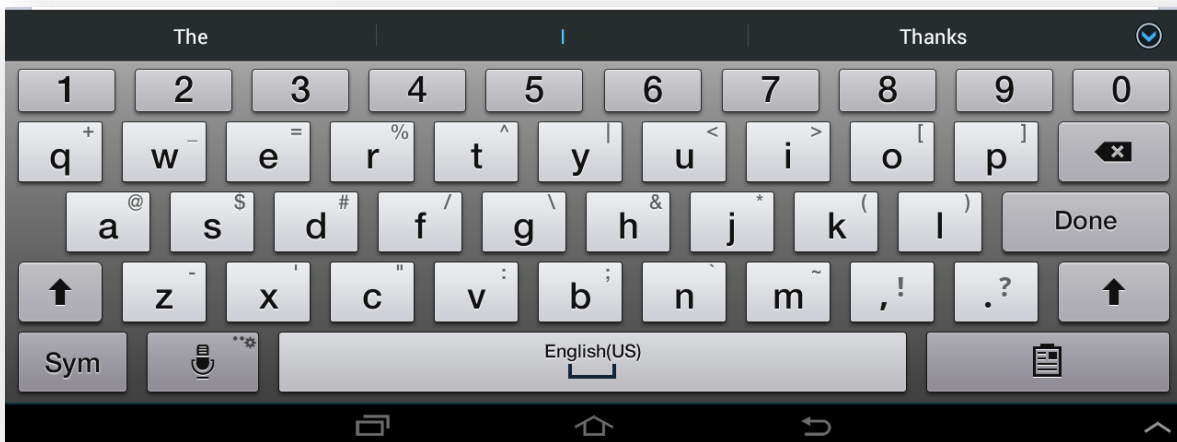 The I Thanks
1 2 3 4 5 6 7 8 9 0
q + w _ e = r % t ^ y | u < i > o [ p ]
a @ s $ d # f / g \ h & j * k ( l ) Done
z - x ' c " v : b ; n ` m ~ , ! . ?
Sym English(US)